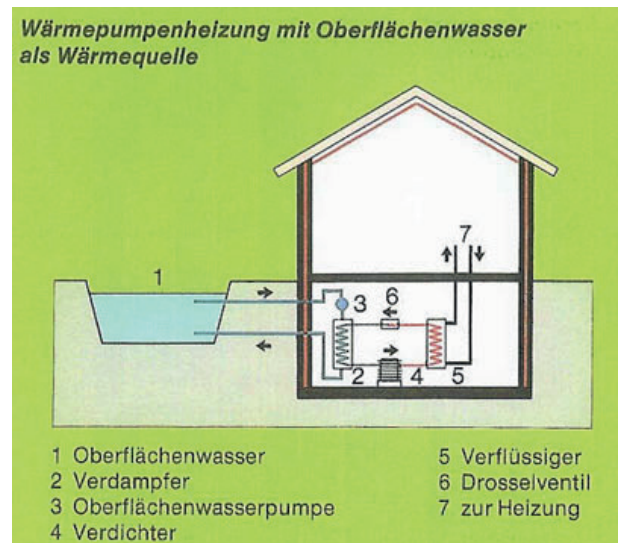 Wärmepumpenheizung mit Oberflächenwasser
als Wärmequelle
1
7
3
6
2
4
5
1 Oberflächenwasser
2 Verdampfer
3 Oberflächenwasserpumpe
4 Verdichter
5 Verflüssiger
6 Drosselventil
7 zur Heizung